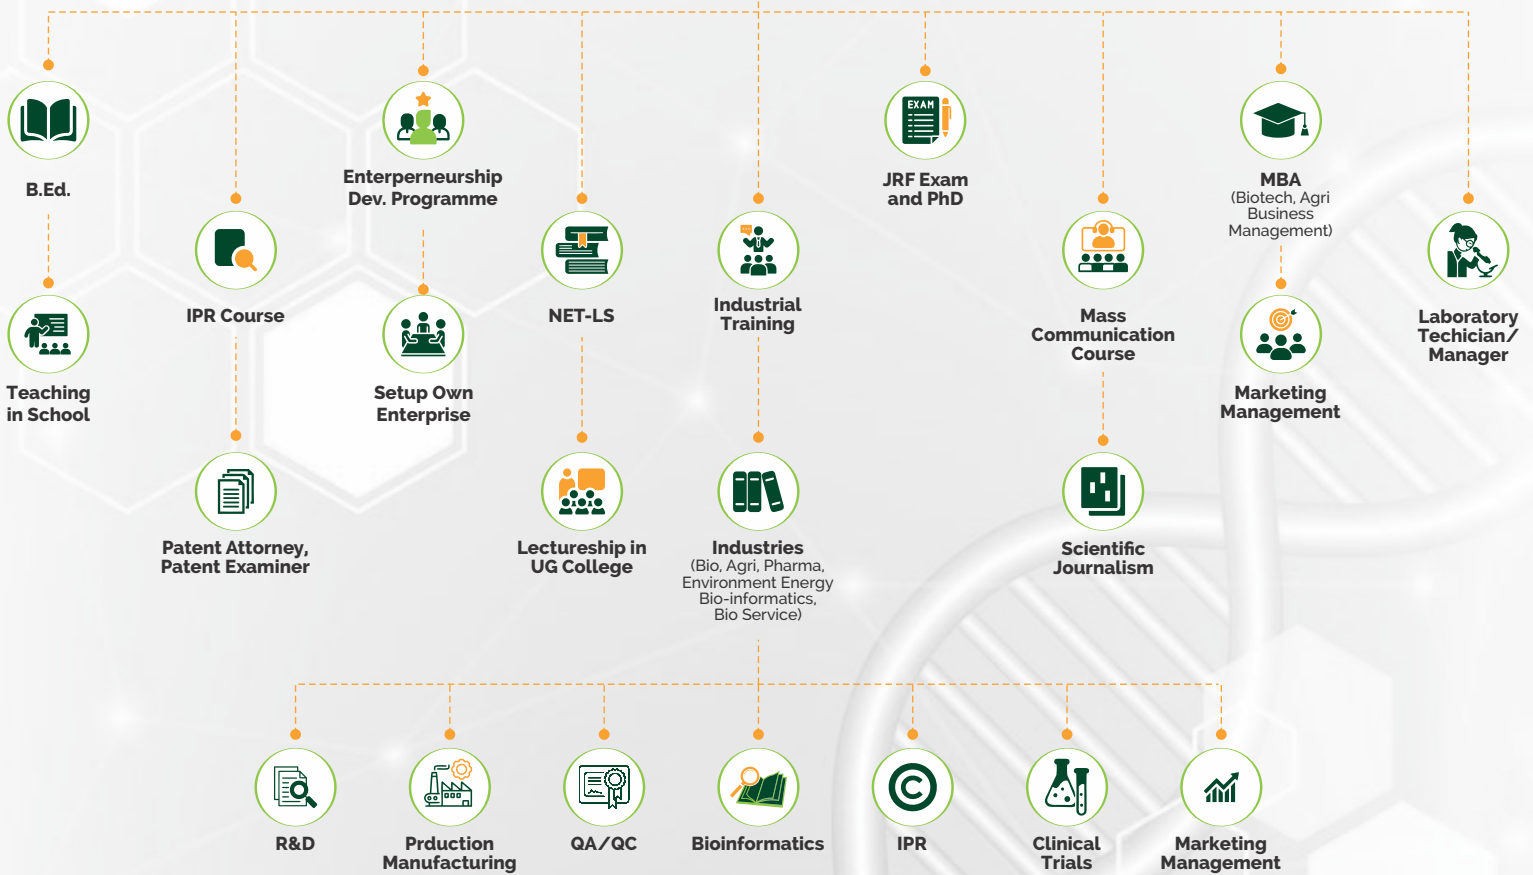 EXAM
B.Ed.
Enterperneurship
Dev. Programme
JRF Exam
and PhD
MBA
(Biotech, Agri
Business
Management)
IPR Course
NET-LS
Industrial
Training
Mass
Communication
Course
Laboratory
Techician/
Manager
Teaching
in School
Setup Own
Enterprise
Marketing
Management
Patent Attorney,
Patent Examiner
Lectureship in
UG College
Industries
(Bio, Agri, Pharma,
Environment Energy
Bio-informatics,
Bio Service)
Scientific
Journalism
R&D
Prduction
Manufacturing
QA/QC
Bioinformatics
IPR
Clinical
Trials
Marketing
Management